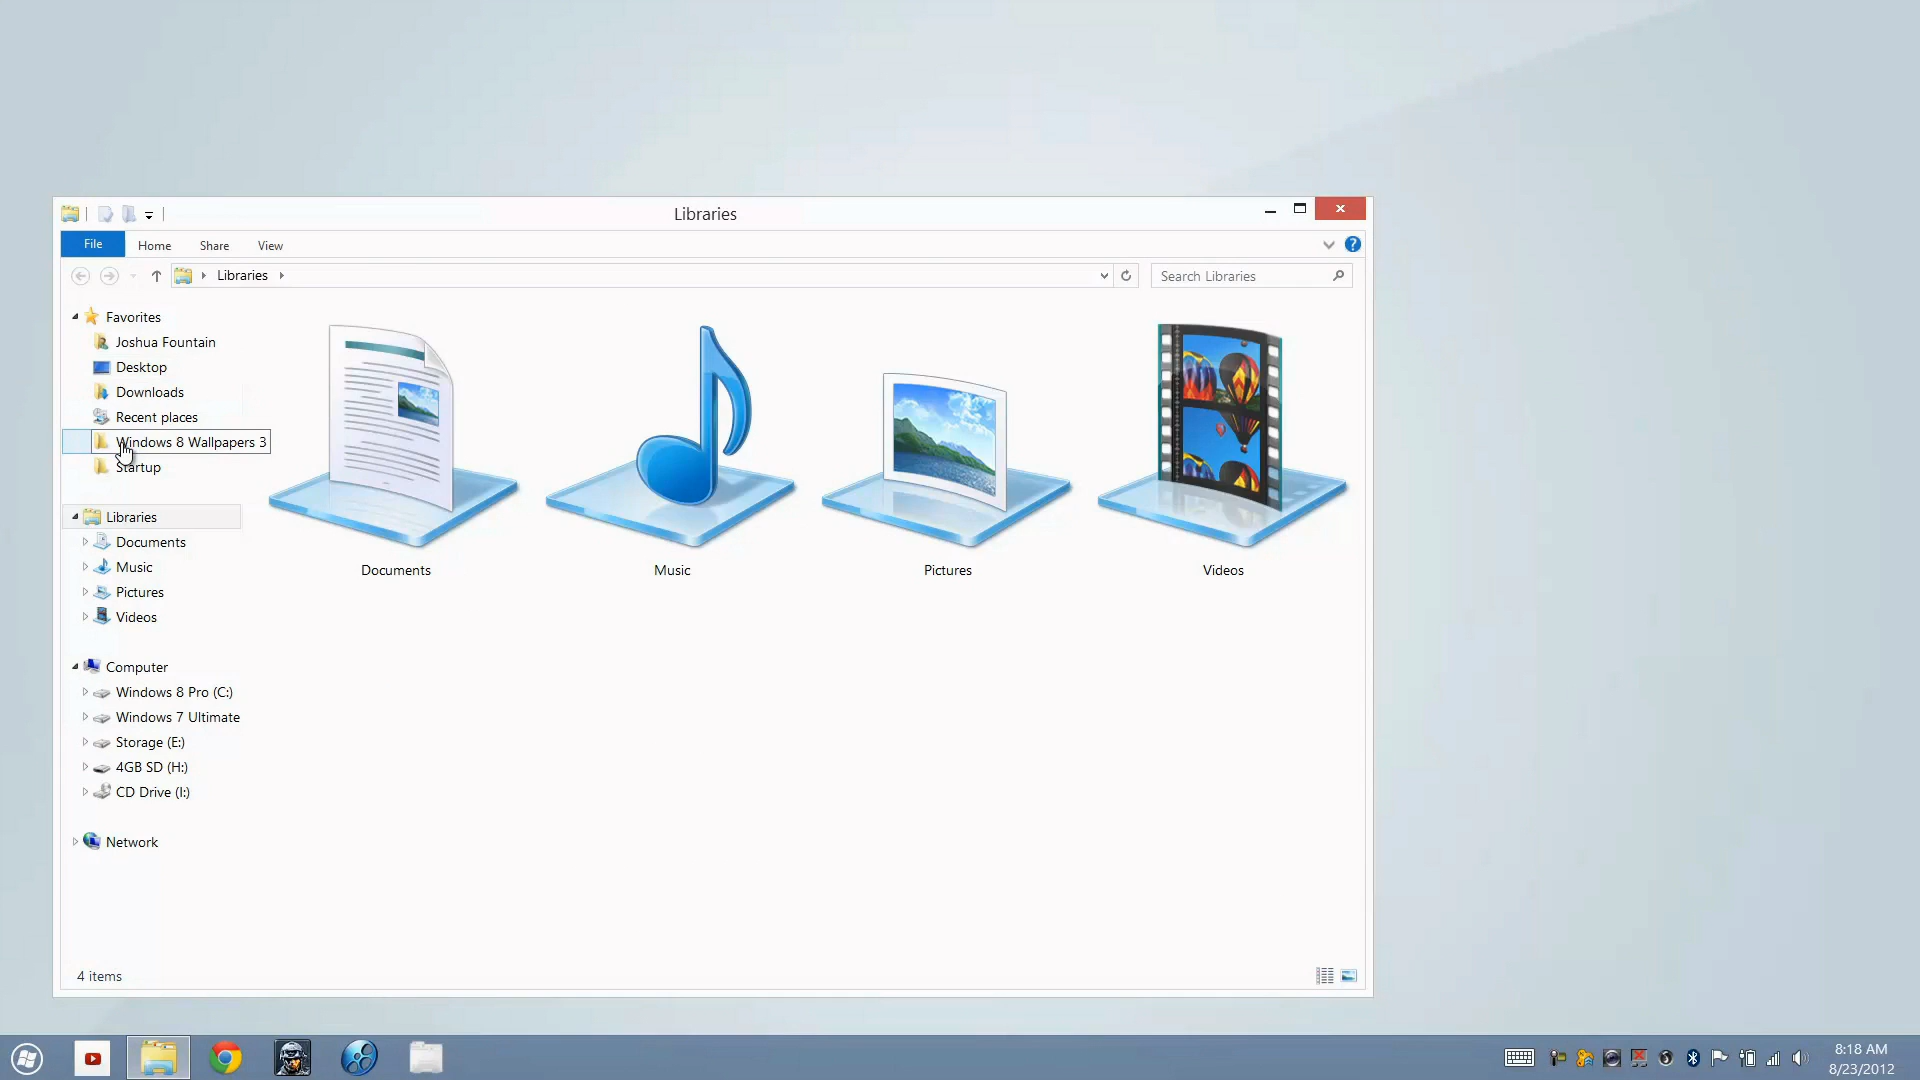 Libraries
File Home Share View
Libraries
Search Libraries
Favorites
Joshua Fountain
Desktop
Downloads
Recent places
Windows 8 Wallpapers 3
Startup
Libraries
Documents
Music
Pictures
Videos
Computer
Windows 8 Pro (C:)
Windows 7 Ultimate
Storage (E:)
4GB SD (H:)
CD Drive (I:)
Network
Documents
Music
Pictures
Videos
4 items
8:18 AM
8/23/2012